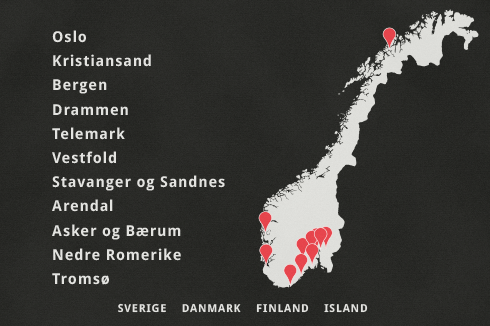 Oslo
Kristiansand
Bergen
Drammen
Telemark
Vestfold
Stavanger og Sandnes
Arendal
Asker og Bærum
Nedre Romerike
Tromsø
SVERIGE DANMARK FINLAND ISLAND